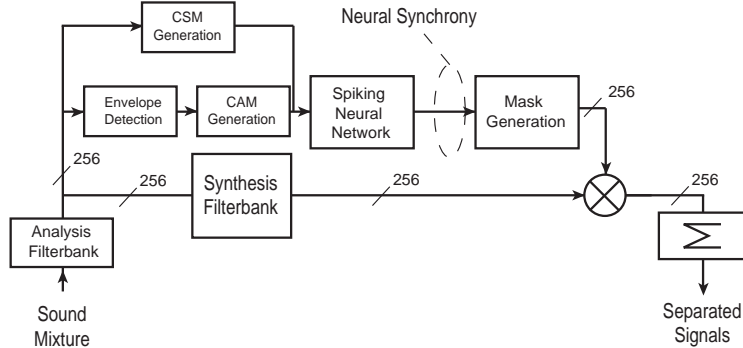 CSM
Generation
Neural Synchrony
Envelope
Detection
CAM
Generation
Spiking
Neural
Network
Mask
Generation
256
256
256
Synthesis
Filterbank
256
256
Analysis
Filterbank
Σ
Sound
Mixture
Separated
Signals